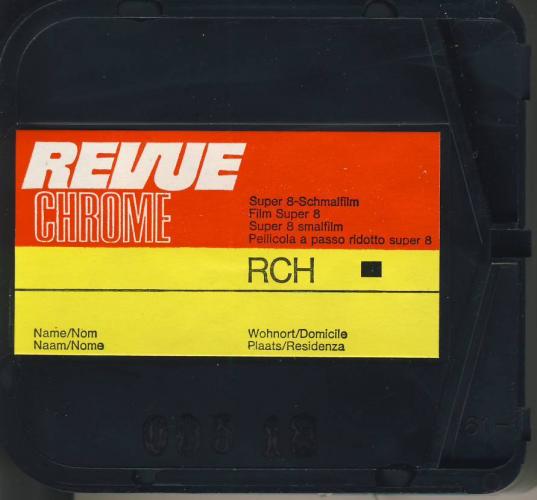 REVUE
CHROME
Super 8-Schmalfilm
Film Super 8
Super 8 smalfilm
Pellicola a passo ridotto super 8
RCH
Name/Nom
Naam/Nome
Wohnort/Domicile
Plaats/Residenza